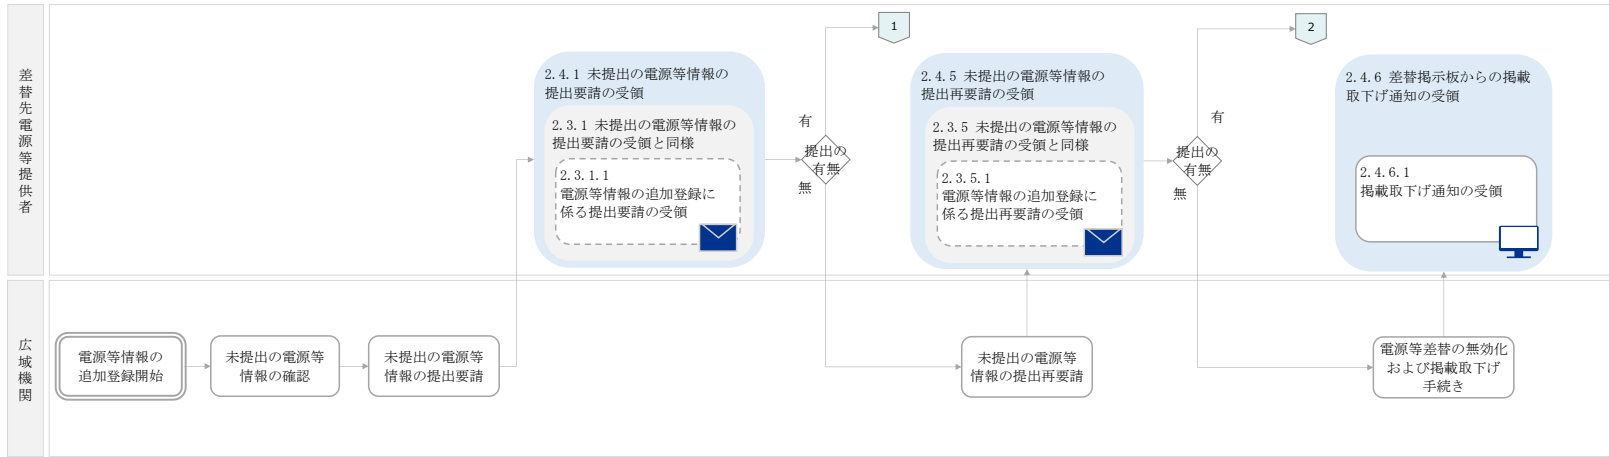 差替先電源等提供者
1
2
2.4.1 未提出の電源等情報の
提出要請の受領
2.3.1 未提出の電源等情報の
提出要請の受領と同様
2.3.1.1
電源等情報の追加登録に
係る提出要請の受領
有
提出の
有無
無
2.4.5 未提出の電源等情報の
提出再要請の受領
2.3.5 未提出の電源等情報の
提出再要請の受領と同様
2.3.5.1
電源等情報の追加登録に
係る提出再要請の受領
有
提出の
有無
無
2.4.6 差替掲示板からの掲載
取下げ通知の受領
2.4.6.1
掲載取下げ通知の受領
広域機関
電源等情報の
追加登録開始
未提出の電源等
情報の確認
未提出の電源等
情報の提出要請
未提出の電源等
情報の提出再要請
電源等差替の無効化
および掲載取下げ
手続き